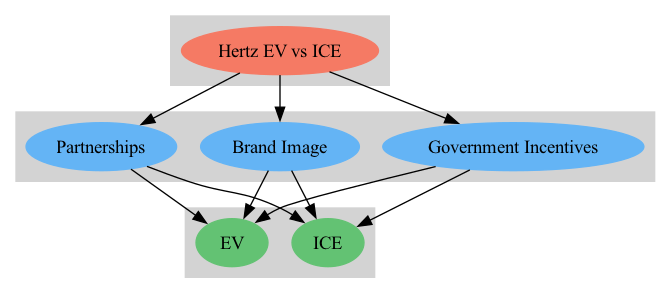 Hertz EV vs ICE
Partnerships
Brand Image
Government Incentives
EV
ICE